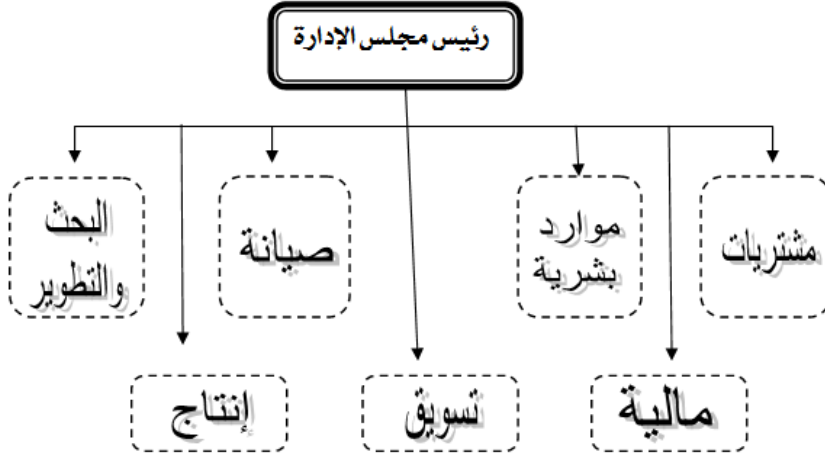 رئيس مجلس الإدارة
مشتريات
موارد
بشرية
صيانة
البحث
والتطوير
مالية
تسويق
إنتاج